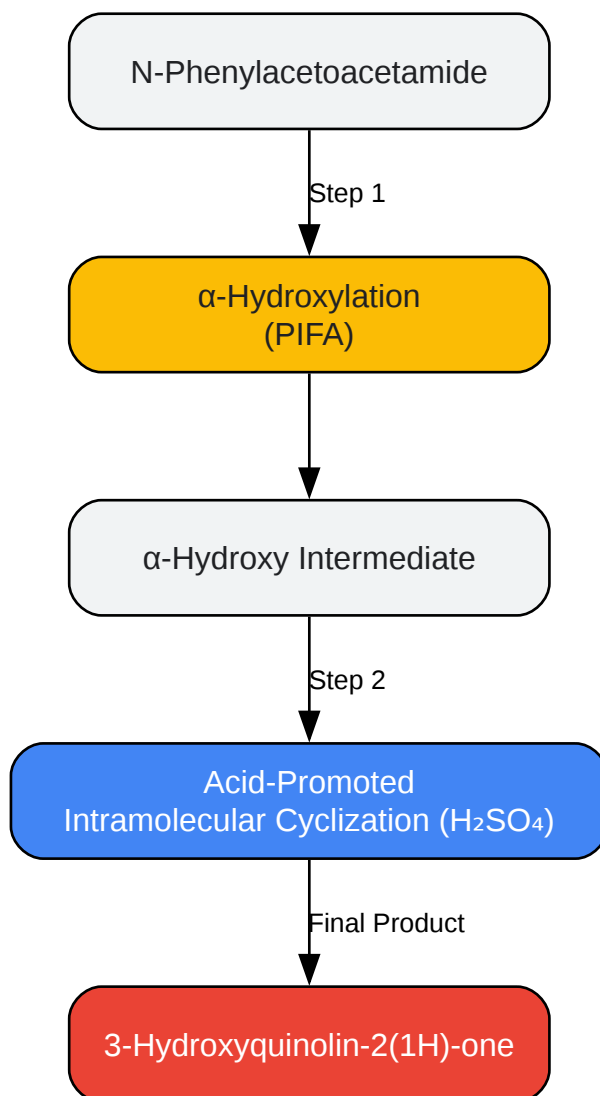 N-Phenylacetoacetamide
Step 1
α-Hydroxylation
(PIFA)
α-Hydroxy Intermediate
Step 2
Acid-Promoted
Intramolecular Cyclization (H₂SO₄)
Final Product
3-Hydroxyquinolin-2(1H)-one